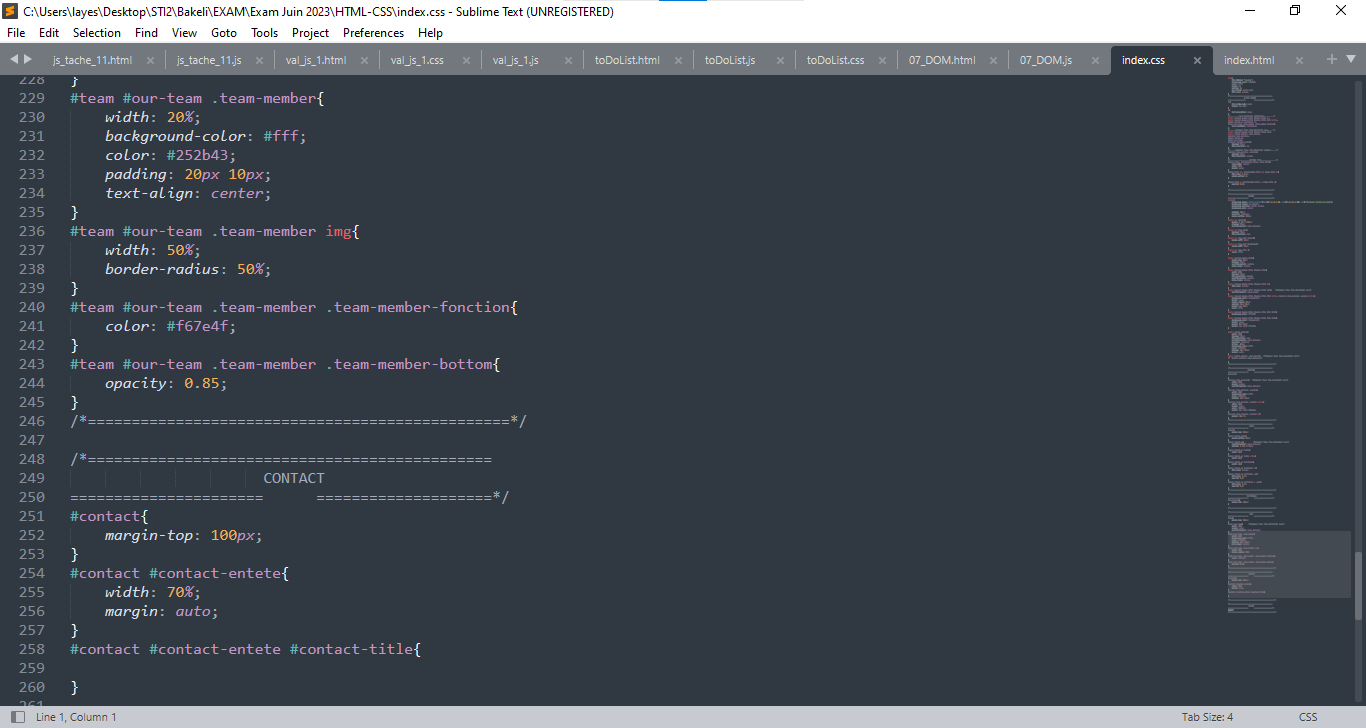 C:\Users\layes\Desktop\STI2\Bakeli\EXAM\Exam Juin 2023\HTML-CSS\index.css - Sublime Text (UNREGISTERED)
File Edit Selection Find View Goto Tools Project Preferences Help
js_tache_11.html js_tache_11.js val_js_1.html val_js_1.css val_js_1.js toDoList.html toDoList.js toDoList.css 07_DOM.html 07_DOM.js index.css index.html
228 }
229 #team #our-team .team-member{
230 width: 20%;
231 background-color: #fff;
232 color: #252b43;
233 padding: 20px 10px;
234 text-align: center;
235 }
236 #team #our-team .team-member img{
237 width: 50%;
238 border-radius: 50%;
239 }
240 #team #our-team .team-member .team-member-fonction{
241 color: #f67e4f;
242 }
243 #team #our-team .team-member .team-member-bottom{
244 opacity: 0.85;
245 }
246 /*================================================*/
247
248 /*==============================================
249 CONTACT
250 ====================== ====================*/
251 #contact{
252 margin-top: 100px;
253 }
254 #contact #contact-entete{
255 width: 70%;
256 margin: auto;
257 }
258 #contact #contact-entete #contact-title{
259
260 }
261
Line 1, Column 1 Tab Size: 4 CSS